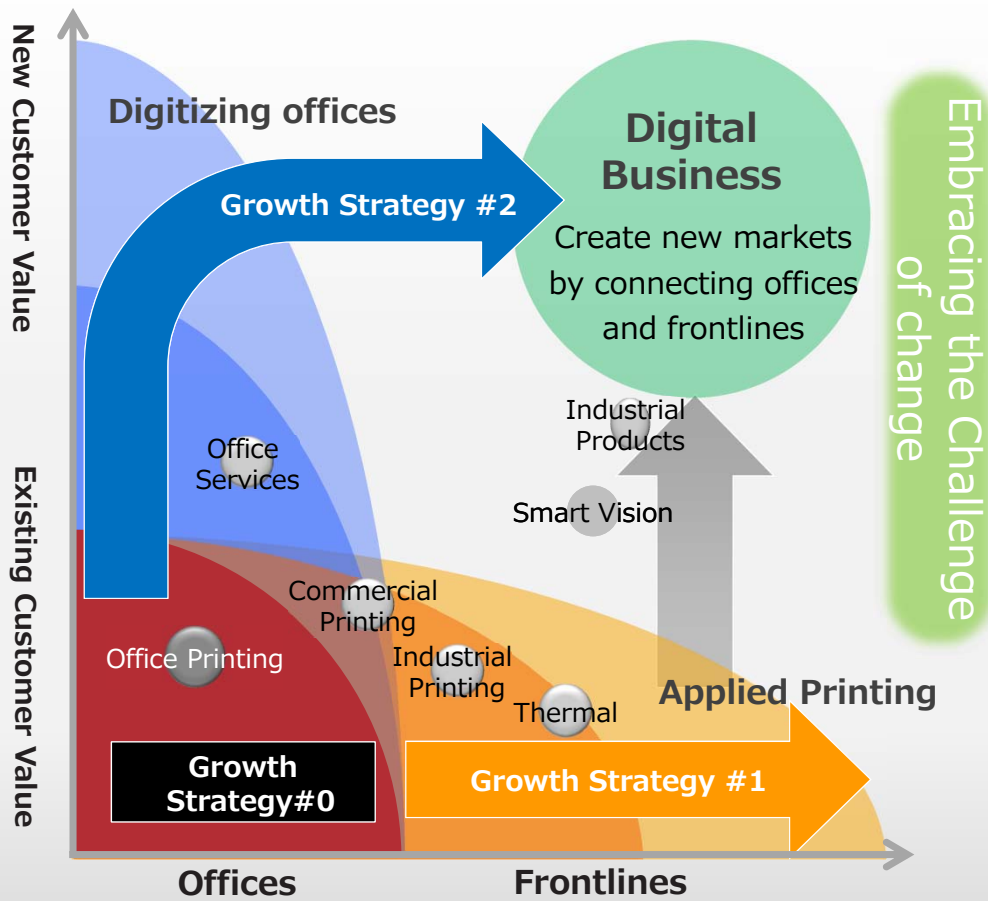 New Customer Value
Existing Customer Value
Digitizing offices
Growth Strategy #2
Digital
Business
Create new markets
by connecting offices
and frontlines
Embracing the Challenge
of change
Industrial
Products
Office
Services
Smart Vision
Commercial
Printing
Office Printing
Industrial
Printing
Thermal
Applied Printing
Growth
Strategy#0
Growth Strategy #1
Offices
Frontlines